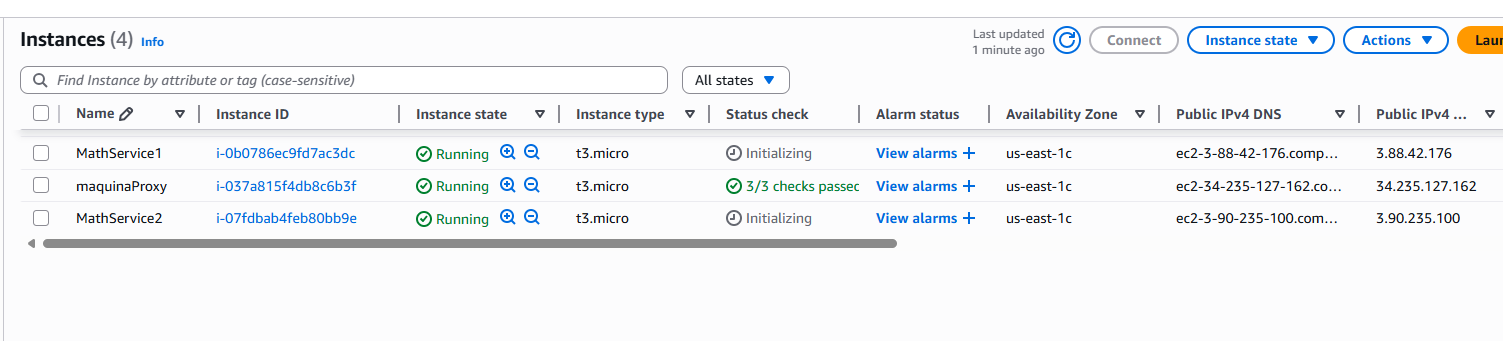 Instances (4) Info Last updated 1 minute ago Connect Instance state Actions Laun
Find Instance by attribute or tag (case-sensitive) All states
Name Instance ID Instance state Instance type Status check Alarm status Availability Zone Public IPv4 DNS Public IPv4 ...
MathService1 i-0b0786ec9fd7ac3dc Running t3.micro Initializing View alarms + us-east-1c ec2-3-88-42-176.comp... 3.88.42.176
maquinaProxy i-037a815f4db8c6b3f Running t3.micro 3/3 checks passed View alarms + us-east-1c ec2-34-235-127-162.co... 34.235.127.162
MathService2 i-07fdbab4feb80bb9e Running t3.micro Initializing View alarms + us-east-1c ec2-3-90-235-100.com... 3.90.235.100